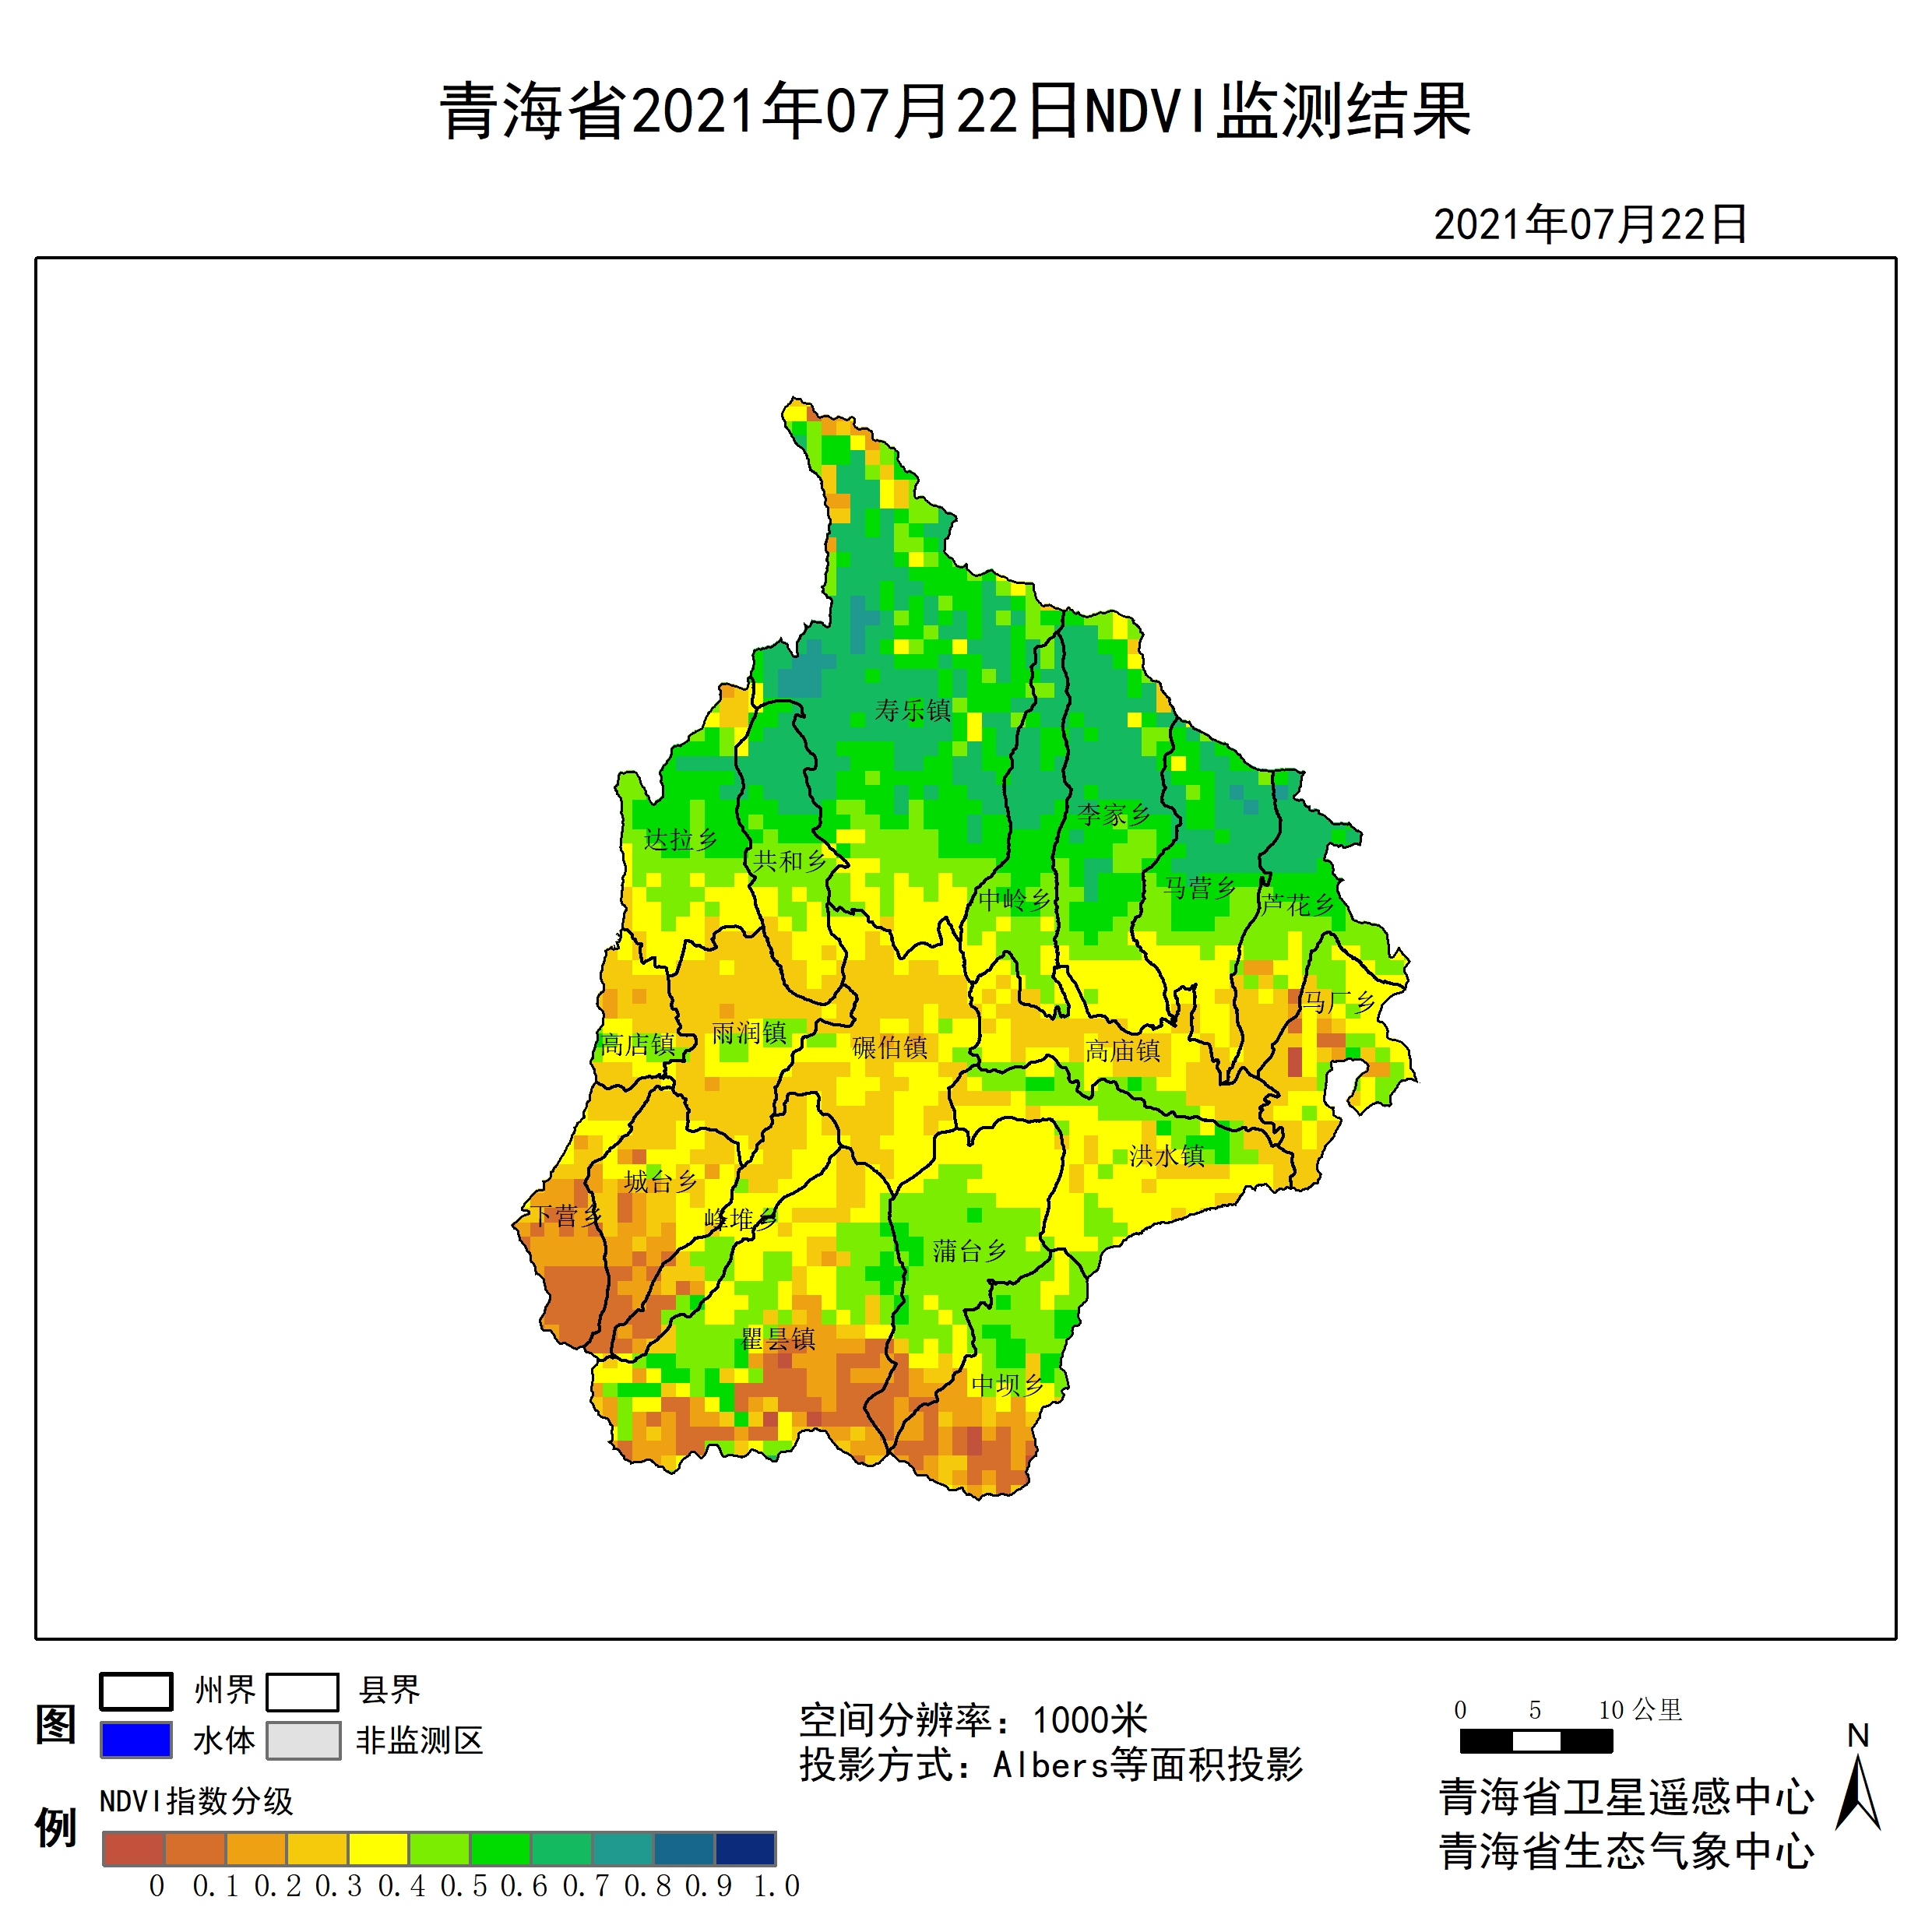 青海省2021年07月22日NDVI监测结果
2021年07月22日
寿乐镇
李家乡
达拉乡
共和乡
马营乡
中岭乡
芦花乡
马厂乡
雨润镇
高店镇
碾伯镇
高庙镇
洪水镇
城台乡
下营乡
峰堆乡
蒲台乡
瞿昙镇
中坝乡
图例
州界
县界
水体
非监测区
NDVI指数分级
0 0.1 0.2 0.3 0.4 0.5 0.6 0.7 0.8 0.9 1.0
空间分辨率：1000米
投影方式：Albers等面积投影
0 5 10 公里
N
青海省卫星遥感中心
青海省生态气象中心